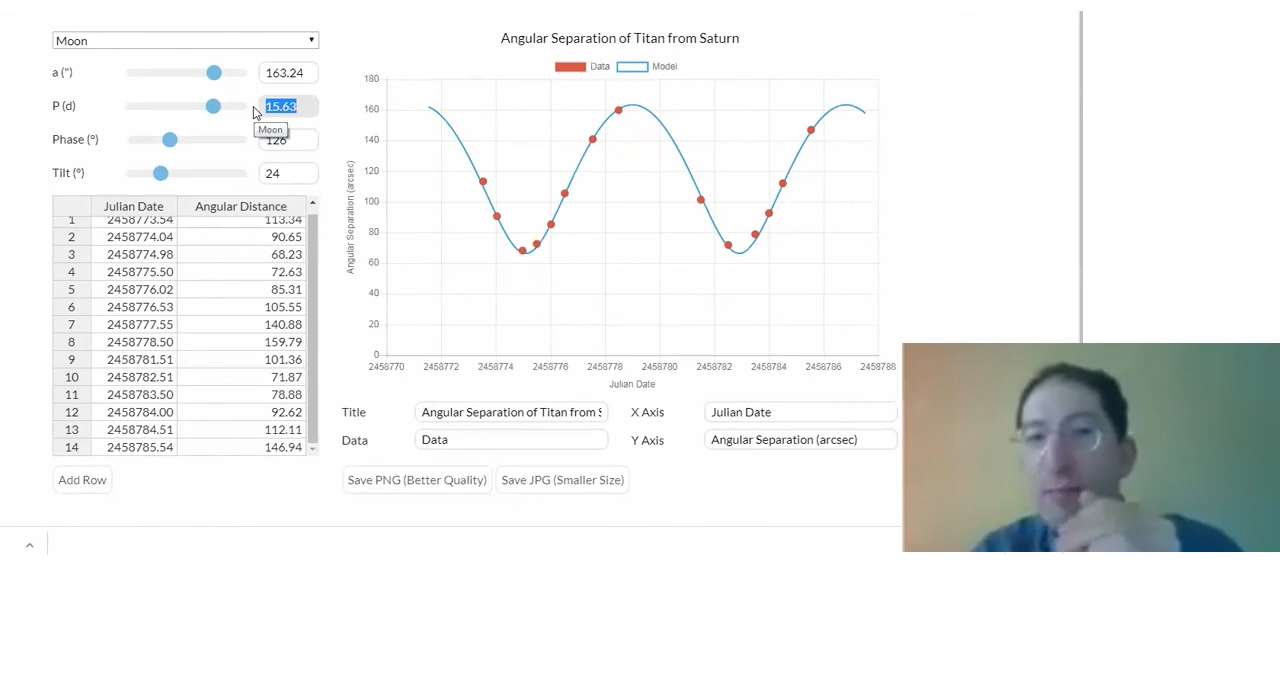 Moon
a (") 163.24
P (d) 15.63
Moon
Phase (°) 126
Tilt (°) 24
Julian Date Angular Distance
1 2458773.54 113.34
2 2458774.04 90.65
3 2458774.98 68.23
4 2458775.50 72.63
5 2458776.02 85.31
6 2458776.53 105.55
7 2458777.55 140.88
8 2458778.50 159.79
9 2458781.51 101.36
10 2458782.51 71.87
11 2458783.50 78.88
12 2458784.00 92.62
13 2458784.51 112.11
14 2458785.54 146.94
Add Row
Angular Separation of Titan from Saturn
Data Model
180
160
140
120
100
80
60
40
20
0
Angular Separation (arcsec)
2458770 2458772 2458774 2458776 2458778 2458780 2458782 2458784 2458786 2458788
Julian Date
Title Angular Separation of Titan from S X Axis Julian Date
Data Data Y Axis Angular Separation (arcsec)
Save PNG (Better Quality) Save JPG (Smaller Size)